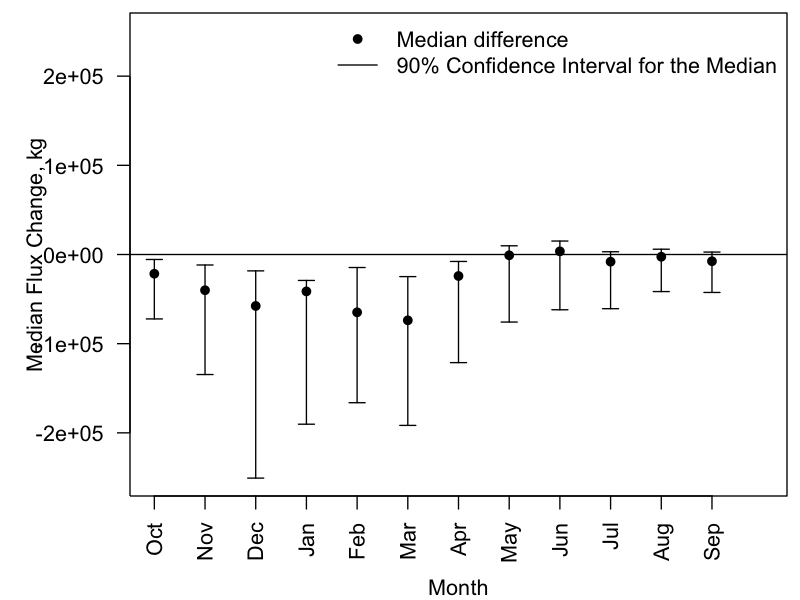 Median difference
90% Confidence Interval for the Median
2e+05
1e+05
0e+00
-1e+05
-2e+05
Median Flux Change, kg
Oct Nov Dec Jan Feb Mar Apr May Jun Jul Aug Sep
Month